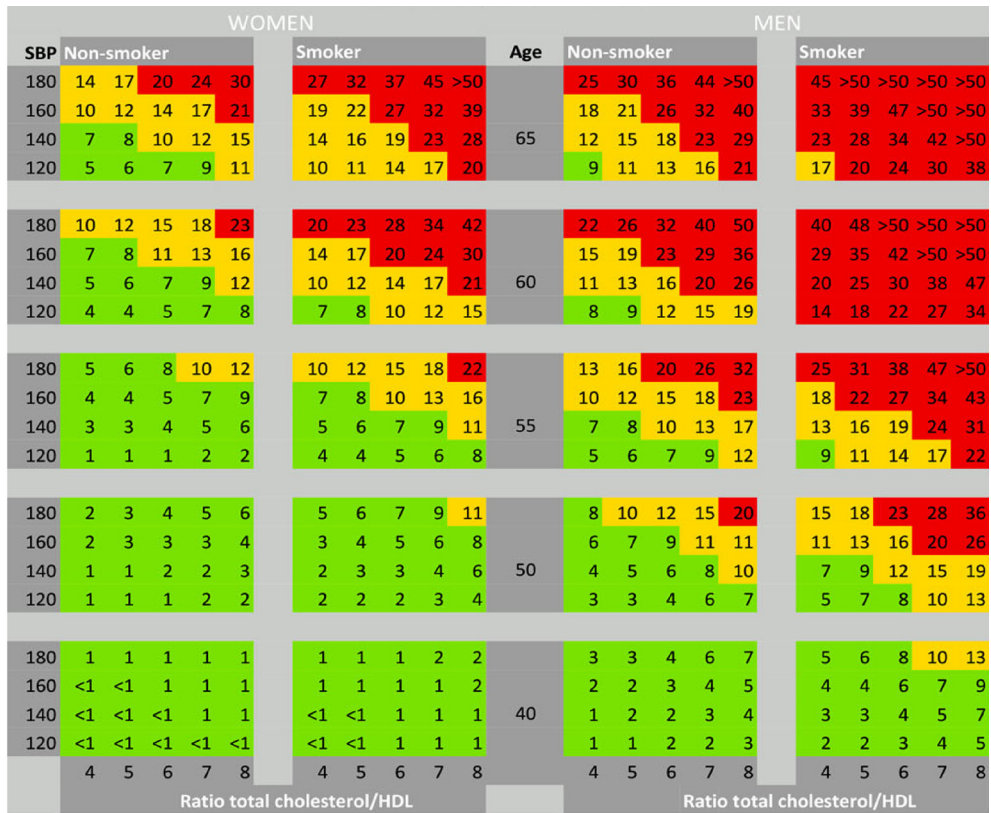 WOMEN MEN
SBP Non-smoker Smoker Age Non-smoker Smoker
180 14 17 20 24 30 27 32 37 45 >50 25 30 36 44 >50 45 >50 >50 >50 >50
160 10 12 14 17 21 19 22 27 32 39 18 21 26 32 40 33 39 47 >50 >50
140 7 8 10 12 15 14 16 19 23 28 65 12 15 18 23 29 23 28 34 42 >50
120 5 6 7 9 11 10 11 14 17 20 9 11 13 16 21 17 20 24 30 38
180 10 12 15 18 23 20 23 28 34 42 22 26 32 40 50 40 48 >50 >50 >50
160 7 8 11 13 16 14 17 20 24 30 15 19 23 29 36 29 35 42 >50 >50
140 5 6 7 9 12 10 12 14 17 21 60 11 13 16 20 26 20 25 30 38 47
120 4 4 5 7 8 7 8 10 12 15 8 9 12 15 19 14 18 22 27 34
180 5 6 8 10 12 10 12 15 18 22 13 16 20 26 32 25 31 38 47 >50
160 4 4 5 7 9 7 8 10 13 16 10 12 15 18 23 18 22 27 34 43
140 3 3 4 5 6 5 6 7 9 11 55 7 8 10 13 17 13 16 19 24 31
120 1 1 1 2 2 4 4 5 6 8 5 6 7 9 12 9 11 14 17 22
180 2 3 4 5 6 5 6 7 9 11 8 10 12 15 20 15 18 23 28 36
160 2 3 3 3 4 3 4 5 6 8 6 7 9 11 11 11 13 16 20 26
140 1 1 2 2 3 2 3 3 4 6 50 4 5 6 8 10 7 9 12 15 19
120 1 1 1 2 2 2 2 2 3 4 3 3 4 6 7 5 7 8 10 13
180 1 1 1 1 1 1 1 1 2 2 3 3 4 6 7 5 6 8 10 13
160 <1 <1 1 1 1 1 1 1 1 2 2 2 3 4 5 4 4 6 7 9
140 <1 <1 <1 1 1 <1 <1 1 1 1 40 1 2 2 3 4 3 3 4 5 7
120 <1 <1 <1 <1 <1 <1 <1 1 1 1 1 1 2 2 3 2 2 3 4 5
4 5 6 7 8 4 5 6 7 8 4 5 6 7 8 4 5 6 7 8
Ratio total cholesterol/HDL Ratio total cholesterol/HDL